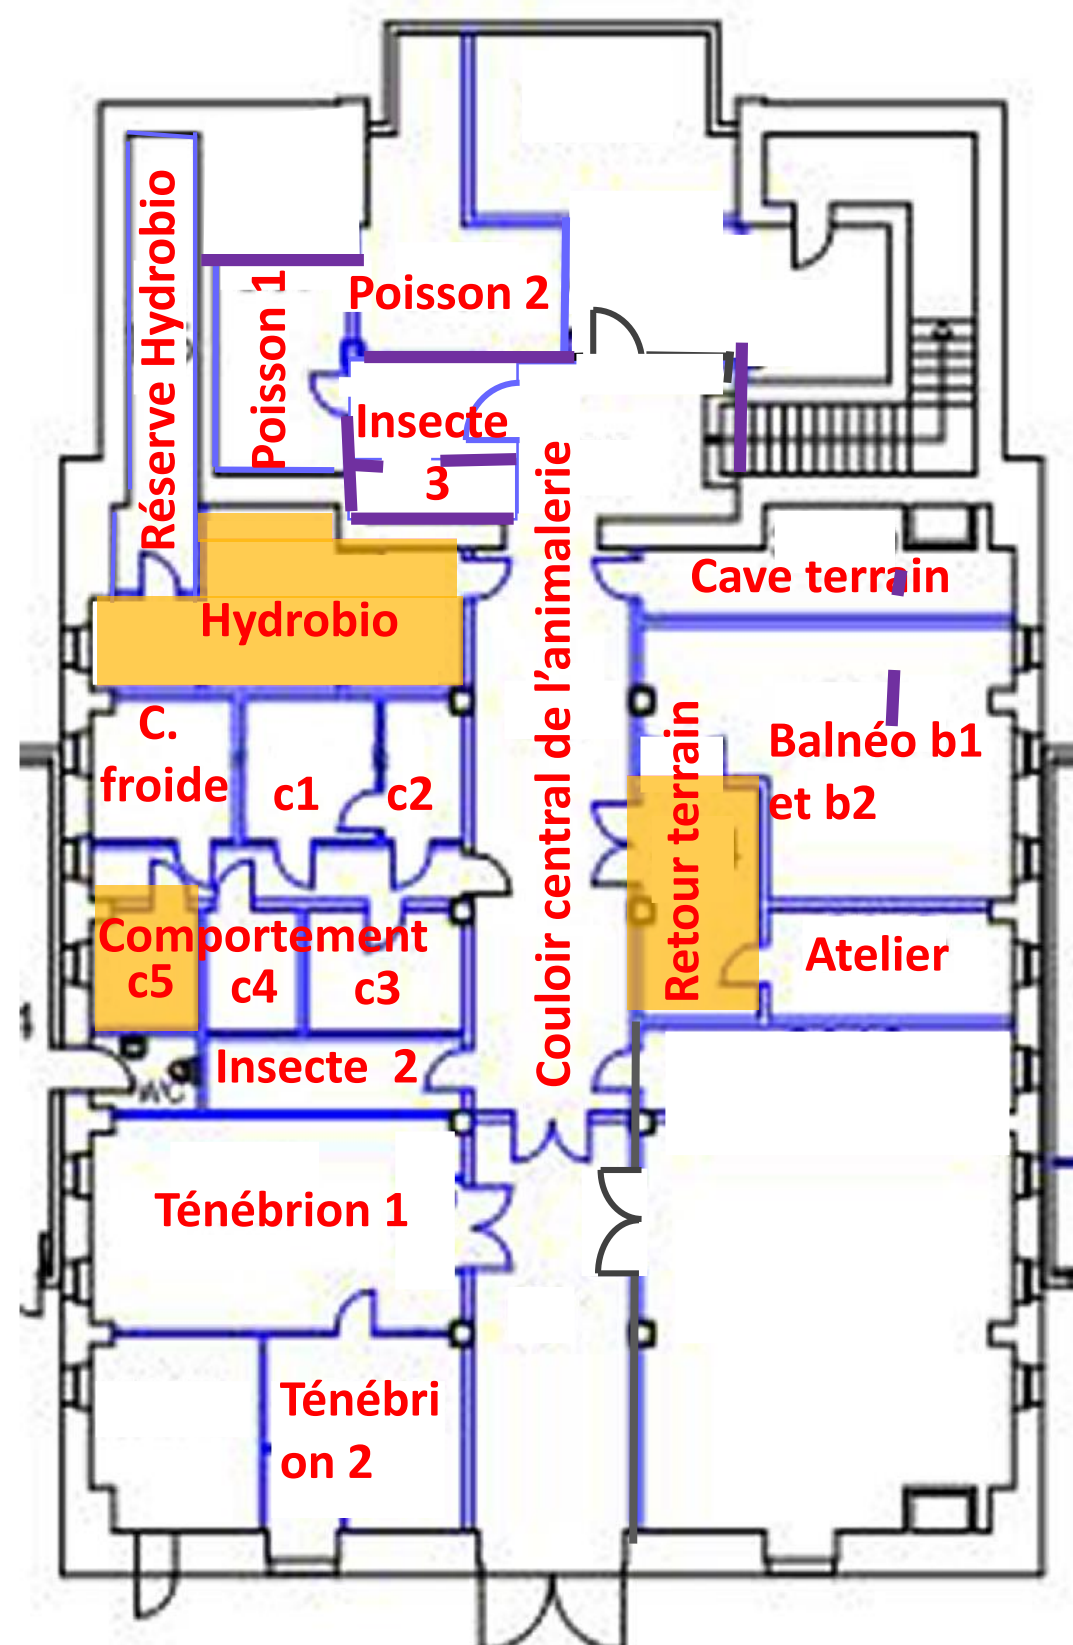 Réserve Hydrobio
Poisson 1
Poisson 2
Insecte
3
Couloir central de l’animalerie
Cave terrain
Hydrobio
C.
froide
c1
c2
Retour terrain
Balnéo b1
et b2
Comportement
c5
c4
c3
Atelier
Insecte 2
WC
Ténébrion 1
Ténébri
on 2